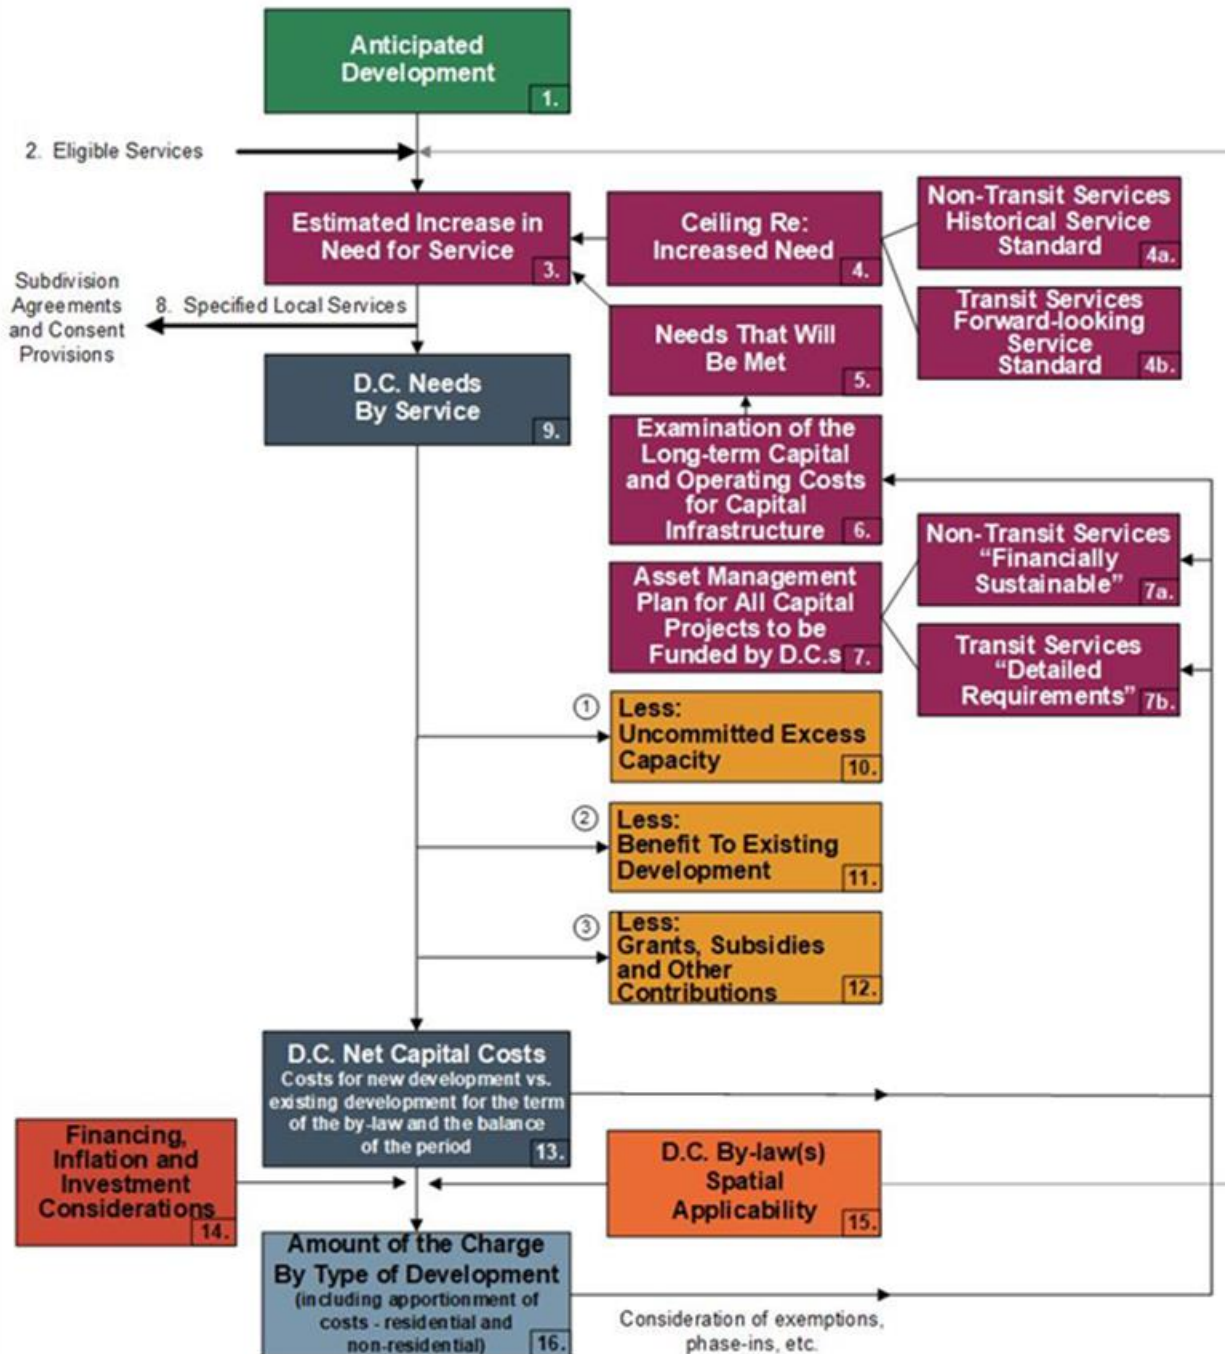 Anticipated
Development
1.
2. Eligible Services
Estimated Increase in
Need for Service
3.
Ceiling Re:
Increased Need
4.
Non-Transit Services
Historical Service
Standard
4a.
Transit Services
Forward-looking
Service
Standard
4b.
Subdivision
Agreements
and Consent
Provisions
8. Specified Local Services
Needs That Will
Be Met
5.
D.C. Needs
By Service
9.
Examination of the
Long-term Capital
and Operating Costs
for Capital
Infrastructure
6.
Non-Transit Services
“Financially
Sustainable”
7a.
Asset Management
Plan for All Capital
Projects to be
Funded by D.C.s
7.
Transit Services
“Detailed
Requirements”
7b.
1
Less:
Uncommitted Excess
Capacity
10.
2
Less:
Benefit To Existing
Development
11.
3
Less:
Grants, Subsidies
and Other
Contributions
12.
D.C. Net Capital Costs
Costs for new development vs.
existing development for the term
of the by-law and the balance
of the period
13.
Financing,
Inflation and
Investment
Considerations
14.
D.C. By-law(s)
Spatial
Applicability
15.
Amount of the Charge
By Type of Development
(including apportionment of
costs - residential and
non-residential)
16.
Consideration of exemptions,
phase-ins, etc.